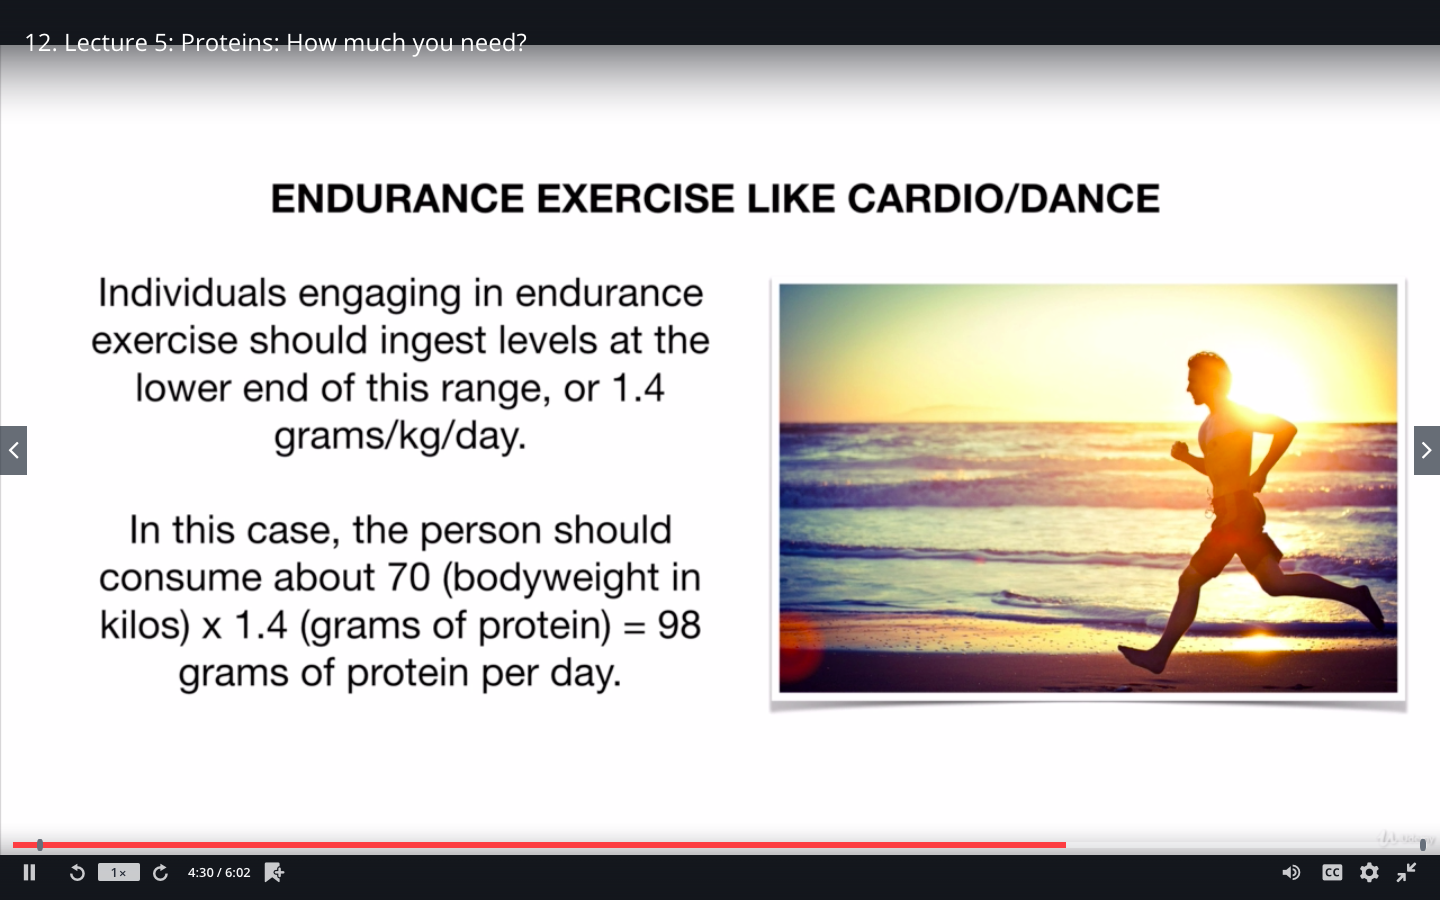 12. Lecture 5: Proteins: How much you need?
ENDURANCE EXERCISE LIKE CARDIO/DANCE
Individuals engaging in endurance
exercise should ingest levels at the
lower end of this range, or 1.4
grams/kg/day.
In this case, the person should
consume about 70 (bodyweight in
kilos) x 1.4 (grams of protein) = 98
grams of protein per day.
1×
4:30 / 6:02
CC